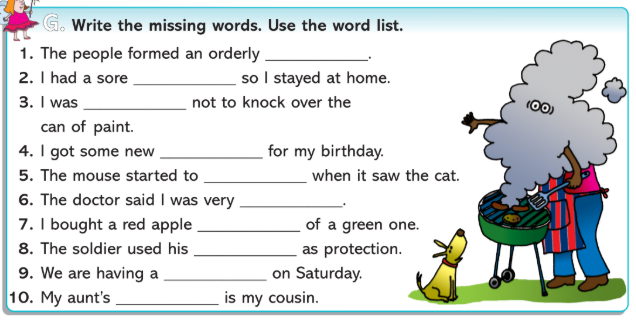 G. Write the missing words. Use the word list.
1. The people formed an orderly ____________.
2. I had a sore ____________ so I stayed at home.
3. I was ____________ not to knock over the
can of paint.
4. I got some new ____________ for my birthday.
5. The mouse started to ____________ when it saw the cat.
6. The doctor said I was very ____________.
7. I bought a red apple ____________ of a green one.
8. The soldier used his ____________ as protection.
9. We are having a ____________ on Saturday.
10. My aunt's ____________ is my cousin.